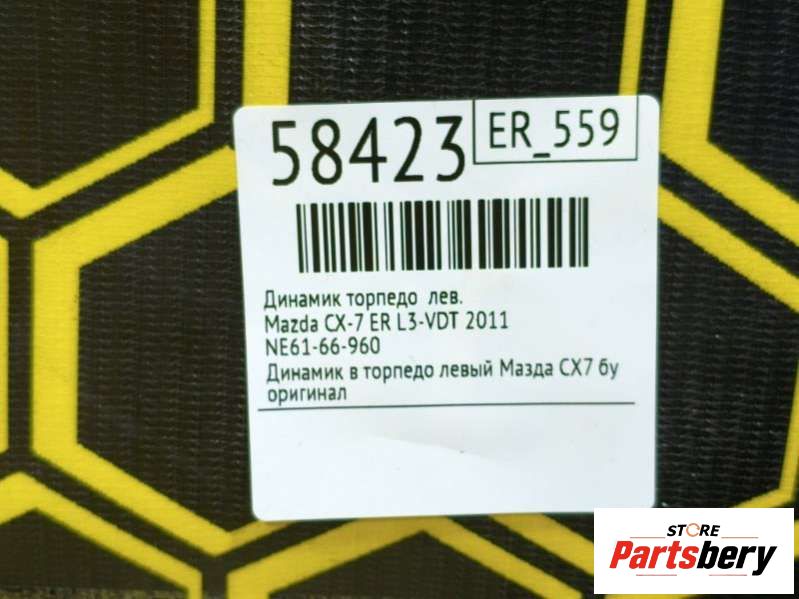 58423
ER_559
Динамик торпедо лев.
Mazda CX-7 ER L3-VDT 2011
NE61-66-960
Динамик в торпедо левый Мазда СХ7 бу
оригинал
STORE
Partsbery